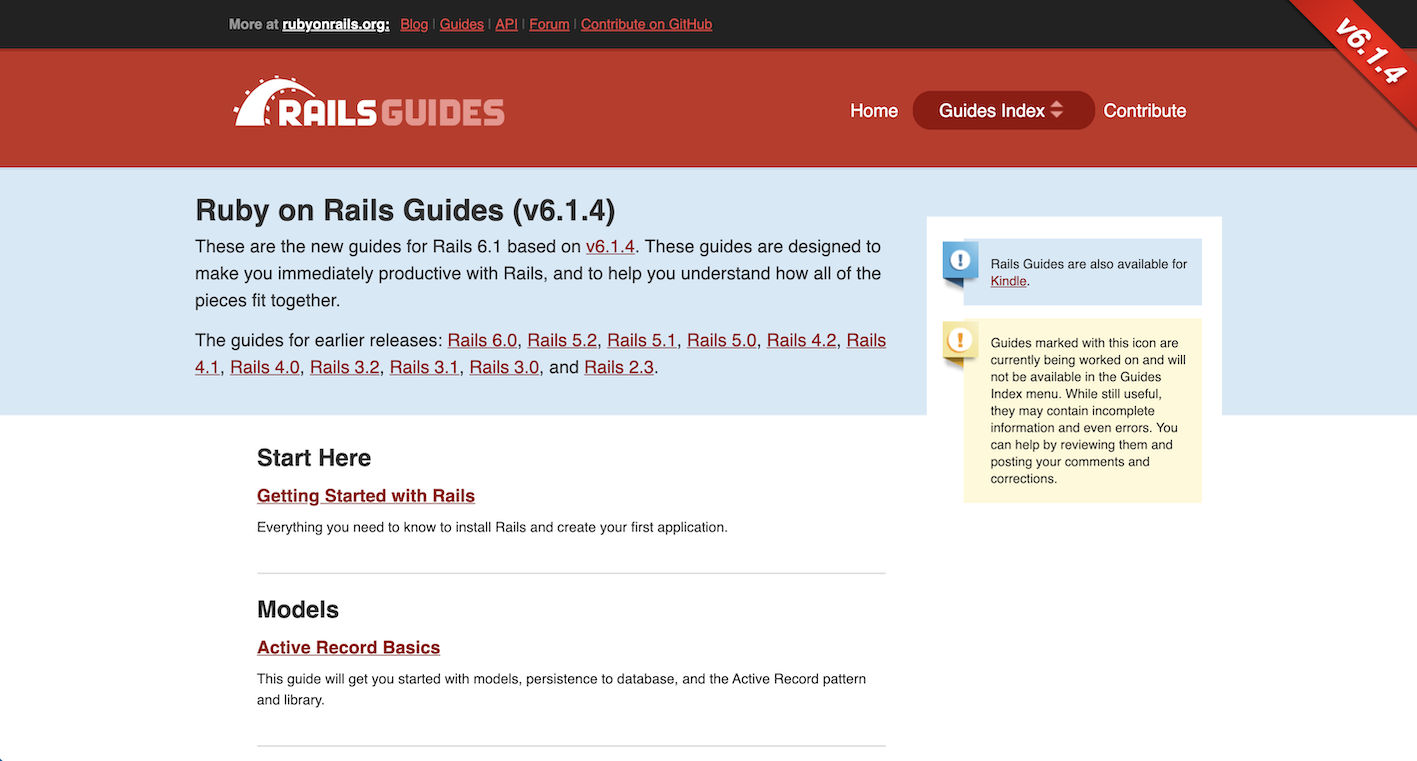 More at rubyonrails.org: Blog | Guides | API | Forum | Contribute on GitHub
v6.1.4
RAILS GUIDES
Home Guides Index Contribute
Ruby on Rails Guides (v6.1.4)
These are the new guides for Rails 6.1 based on v6.1.4. These guides are designed to
make you immediately productive with Rails, and to help you understand how all of the
pieces fit together.
The guides for earlier releases: Rails 6.0, Rails 5.2, Rails 5.1, Rails 5.0, Rails 4.2, Rails
4.1, Rails 4.0, Rails 3.2, Rails 3.1, Rails 3.0, and Rails 2.3.
Rails Guides are also available for
Kindle.
Guides marked with this icon are
currently being worked on and will
not be available in the Guides
Index menu. While still useful,
they may contain incomplete
information and even errors. You
can help by reviewing them and
posting your comments and
corrections.
Start Here
Getting Started with Rails
Everything you need to know to install Rails and create your first application.
Models
Active Record Basics
This guide will get you started with models, persistence to database, and the Active Record pattern
and library.